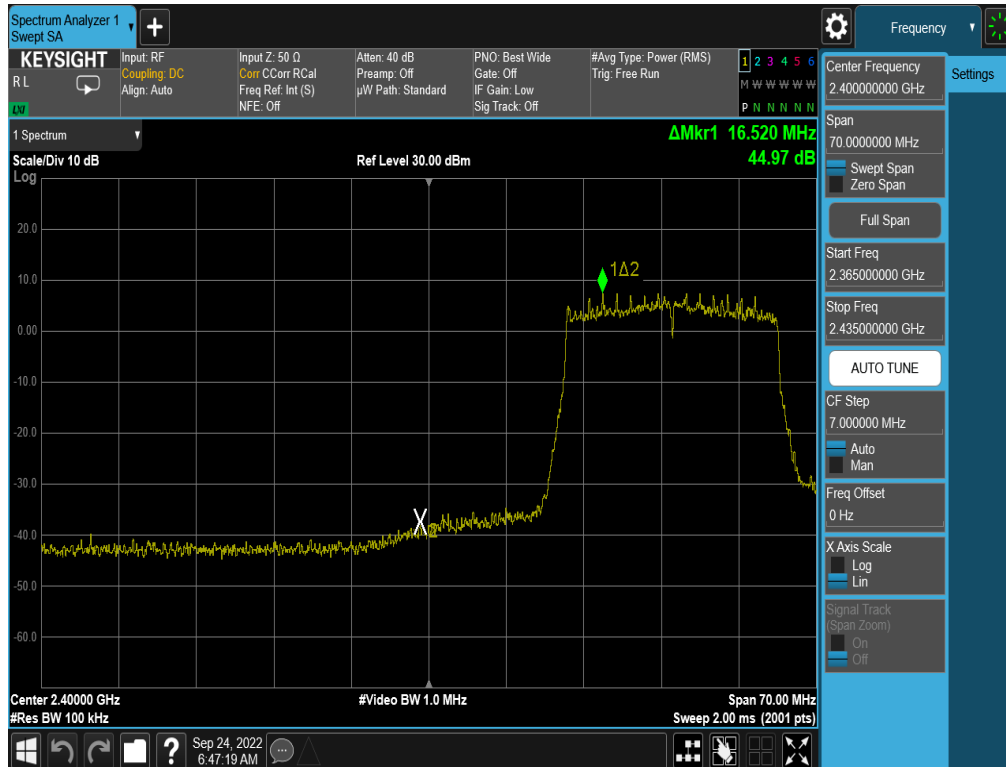 Spectrum Analyzer 1
Swept SA
Frequency
KEYSIGHT
R L
LXI
Input: RF
Coupling: DC
Align: Auto
Input Z: 50 Ω
Corr CCorr RCal
Freq Ref: Int (S)
NFE: Off
Atten: 40 dB
Preamp: Off
µW Path: Standard
PNO: Best Wide
Gate: Off
IF Gain: Low
Sig Track: Off
#Avg Type: Power (RMS)
Trig: Free Run
1 2 3 4 5 6
M W W W W W
P N N N N N
1 Spectrum
ΔMkr1 16.520 MHz
44.97 dB
Scale/Div 10 dB
Ref Level 30.00 dBm
Log
20.0
10.0
0.00
-10.0
-20.0
-30.0
-40.0
-50.0
-60.0
1Δ2
X2
Center 2.40000 GHz
#Video BW 1.0 MHz
Span 70.00 MHz
#Res BW 100 kHz
Sweep 2.00 ms (2001 pts)
Center Frequency
2.400000000 GHz
Settings
Span
70.0000000 MHz
Swept Span
Zero Span
Full Span
Start Freq
2.365000000 GHz
Stop Freq
2.435000000 GHz
AUTO TUNE
CF Step
7.000000 MHz
Auto
Man
Freq Offset
0 Hz
X Axis Scale
Log
Lin
Signal Track
(Span Zoom)
On
Off
?
Sep 24, 2022
6:47:19 AM